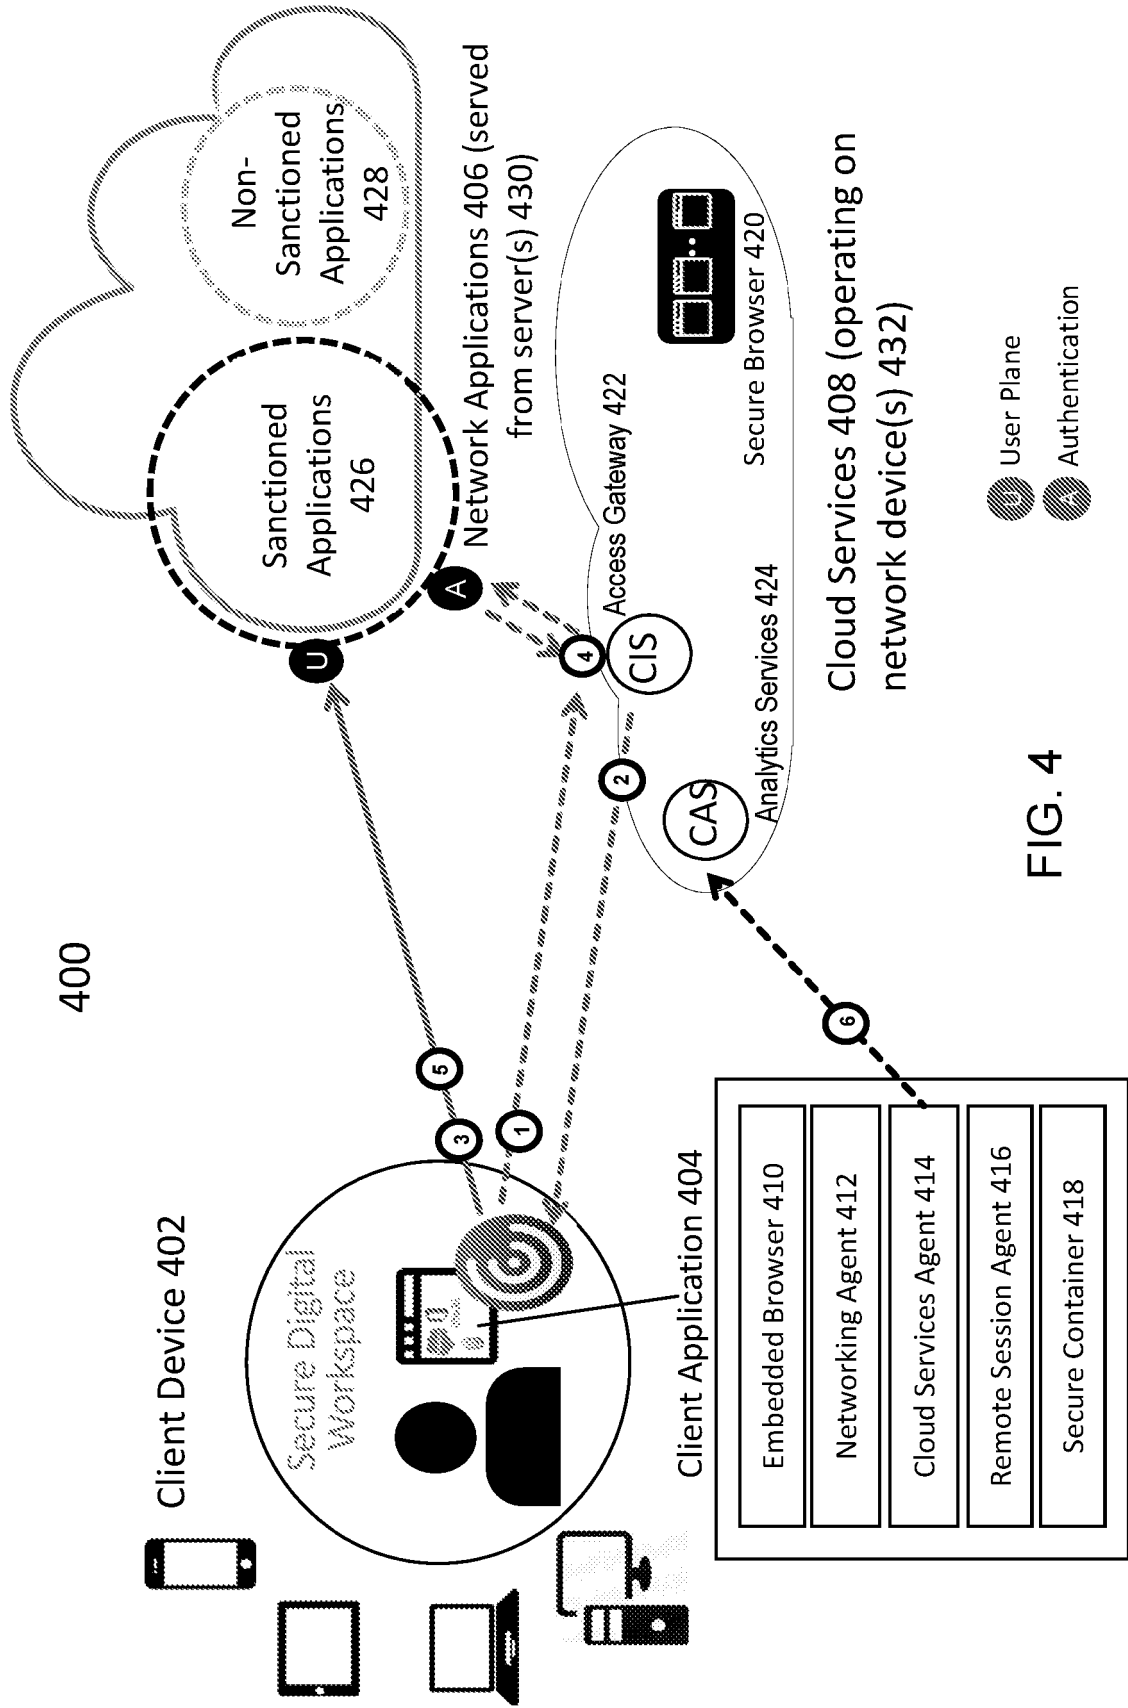 400
Client Device 402
Secure Digital
Workspace
Client Application 404
Embedded Browser 410
Networking Agent 412
Cloud Services Agent 414
Remote Session Agent 416
Secure Container 418
3
5
1
2
4
6
U
A
Sanctioned
Applications
426
Non-
Sanctioned
Applications
428
Network Applications 406 (served
from server(s) 430)
Access Gateway 422
CIS
CAS
Analytics Services 424
Secure Browser 420
Cloud Services 408 (operating on
network device(s) 432)
U User Plane
A Authentication
FIG. 4